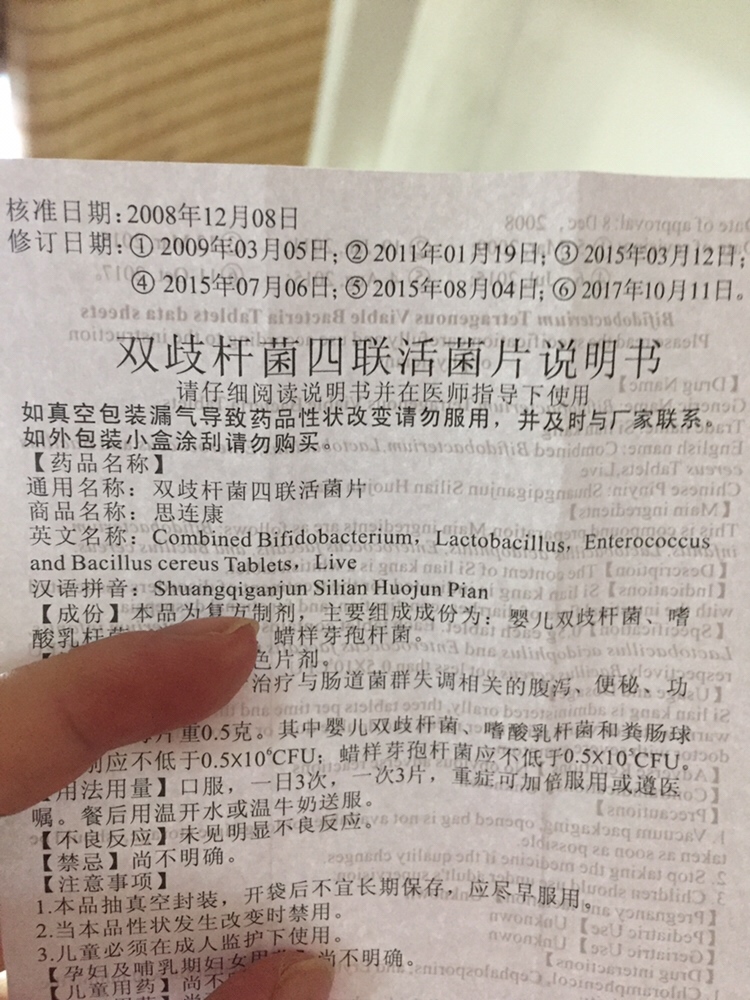 核准日期:2008年12月08日
修订日期:① 2009年03月05日; ② 2011年01月19日; ③ 2015年03月12日;
④ 2015年07月06日; ⑤ 2015年08月04日; ⑥ 2017年10月11日。
双歧杆菌四联活菌片说明书
请仔细阅读说明书并在医师指导下使用
如真空包装漏气导致药品性状改变请勿服用，并及时与厂家联系。
如外包装小盒涂刮请勿购买。
【药品名称】
通用名称：双歧杆菌四联活菌片
商品名称：思连康
英文名称：Combined Bifidobacterium, Lactobacillus, Enterococcus
and Bacillus cereus Tablets, Live
汉语拼音：Shuangqiganjun Silian Huojun Pian
【成份】本品为复方制剂，主要组成成份为：婴儿双歧杆菌、嗜
酸乳杆菌 蜡样芽孢杆菌。
色片剂。
治疗与肠道菌群失调相关的腹泻、便秘、功
片重0.5克。其中婴儿双歧杆菌、嗜酸乳杆菌和粪肠球
别应不低于0.5X10⁶CFU；蜡样芽孢杆菌应不低于0.5X10⁵CFU。
【用法用量】口服，一日3次，一次3片，重症可加倍服用或遵医
嘱。餐后用温开水或温牛奶送服。
【不良反应】未见明显不良反应。
【禁忌】尚不明确。
【注意事项】
1.本品抽真空封装，开袋后不宜长期保存，应尽早服用。
2.当本品性状发生改变时禁用。
3.儿童必须在成人监护下使用。
【孕妇及哺乳期妇女用 尚不明确。
【儿童用药】尚不